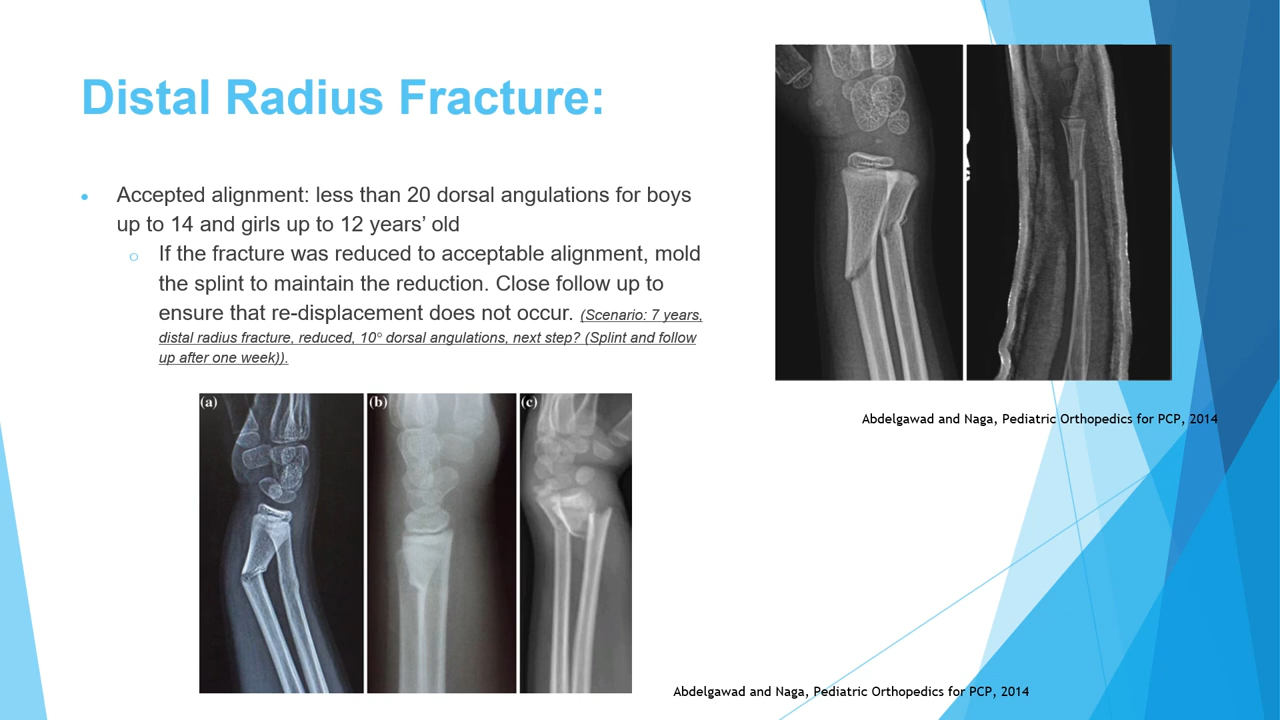 Distal Radius Fracture:
• Accepted alignment: less than 20 dorsal angulations for boys
up to 14 and girls up to 12 years’ old
o If the fracture was reduced to acceptable alignment, mold
the splint to maintain the reduction. Close follow up to
ensure that re-displacement does not occur. (Scenario: 7 years,
distal radius fracture, reduced, 10° dorsal angulations, next step? (Splint and follow
up after one week)).
Abdelgawad and Naga, Pediatric Orthopedics for PCP, 2014
(a) (b) (c)
Abdelgawad and Naga, Pediatric Orthopedics for PCP, 2014